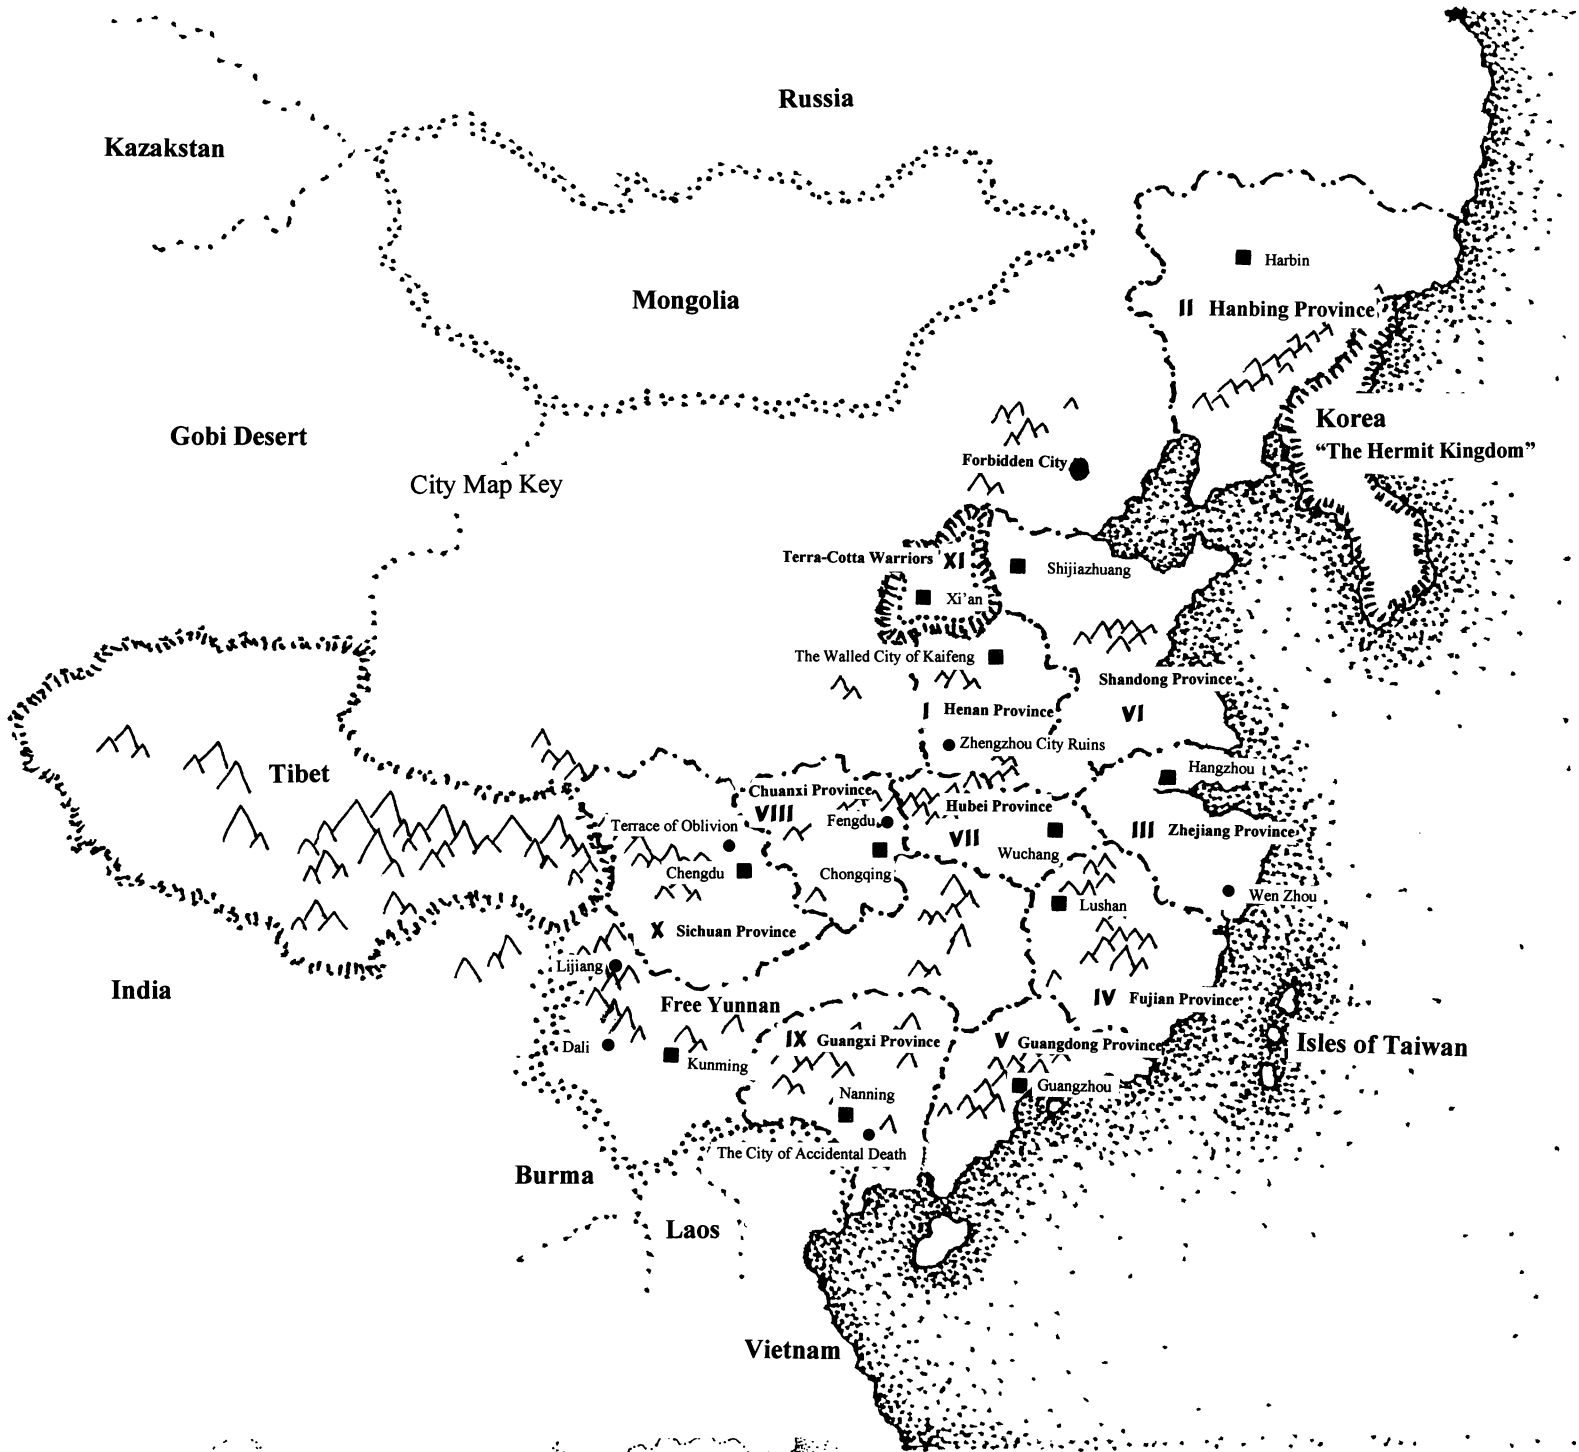 Russia
Kazakstan
Harbin
Mongolia
II Hanbing Province
Korea
"The Hermit Kingdom"
Gobi Desert
Forbidden City
City Map Key
Terra-Cotta Warriors XI
Shijiazhuang
Xi'an
The Walled City of Kaifeng
Shandong Province
VI
I Henan Province
Zhengzhou City Ruins
Hangzhou
Tibet
Chuanxi Province
VIII
Hubei Province
VII
Fengdu
Terrace of Oblivion
III Zhejiang Province
Wuchang
Chengdu
Chongqing
Wen Zhou
Lushan
X Sichuan Province
Lijiang
India
Free Yunnan
IV Fujian Province
IX Guangxi Province
V Guangdong Province
Isles of Taiwan
Dali
Kunming
Guangzhou
Nanning
The City of Accidental Death
Burma
Laos
Vietnam